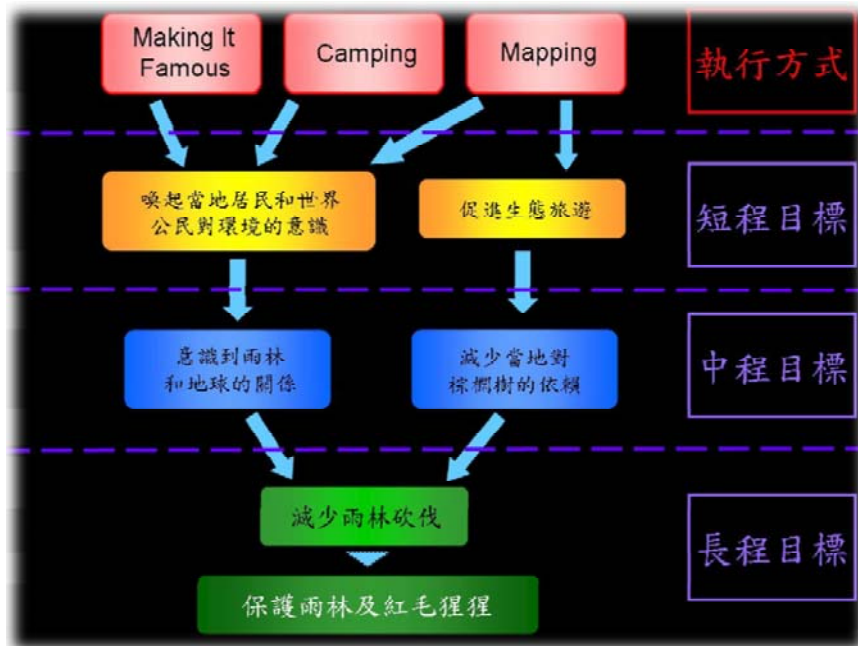 Making It
Famous
Camping
Mapping
執行方式
喚起當地居民和世界
公民對環境的意識
促進生態旅遊
短程目標
意識到雨林
和地球的關係
減少當地對
棕櫚樹的依賴
中程目標
減少雨林砍伐
保護雨林及紅毛猩猩
長程目標